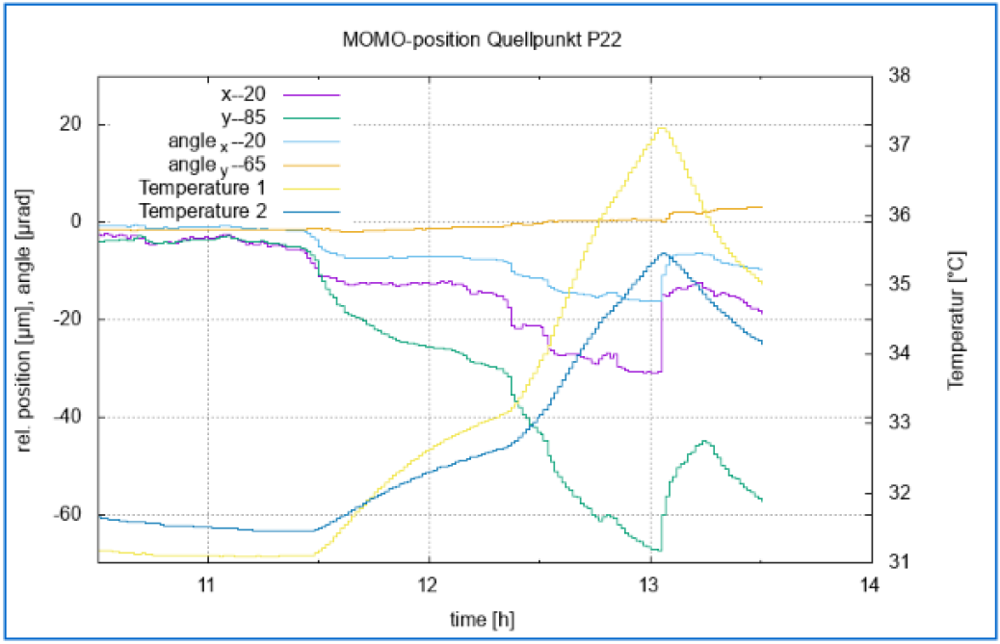 MOMO-position Quellpunkt P22
x--20
y--85
angle x --20
angle y --65
Temperature 1
Temperature 2
20
0
-20
-40
-60
rel. position [µm], angle [µrad]
38
37
36
35
34
33
32
31
Temperatur [°C]
11
12
13
14
time [h]